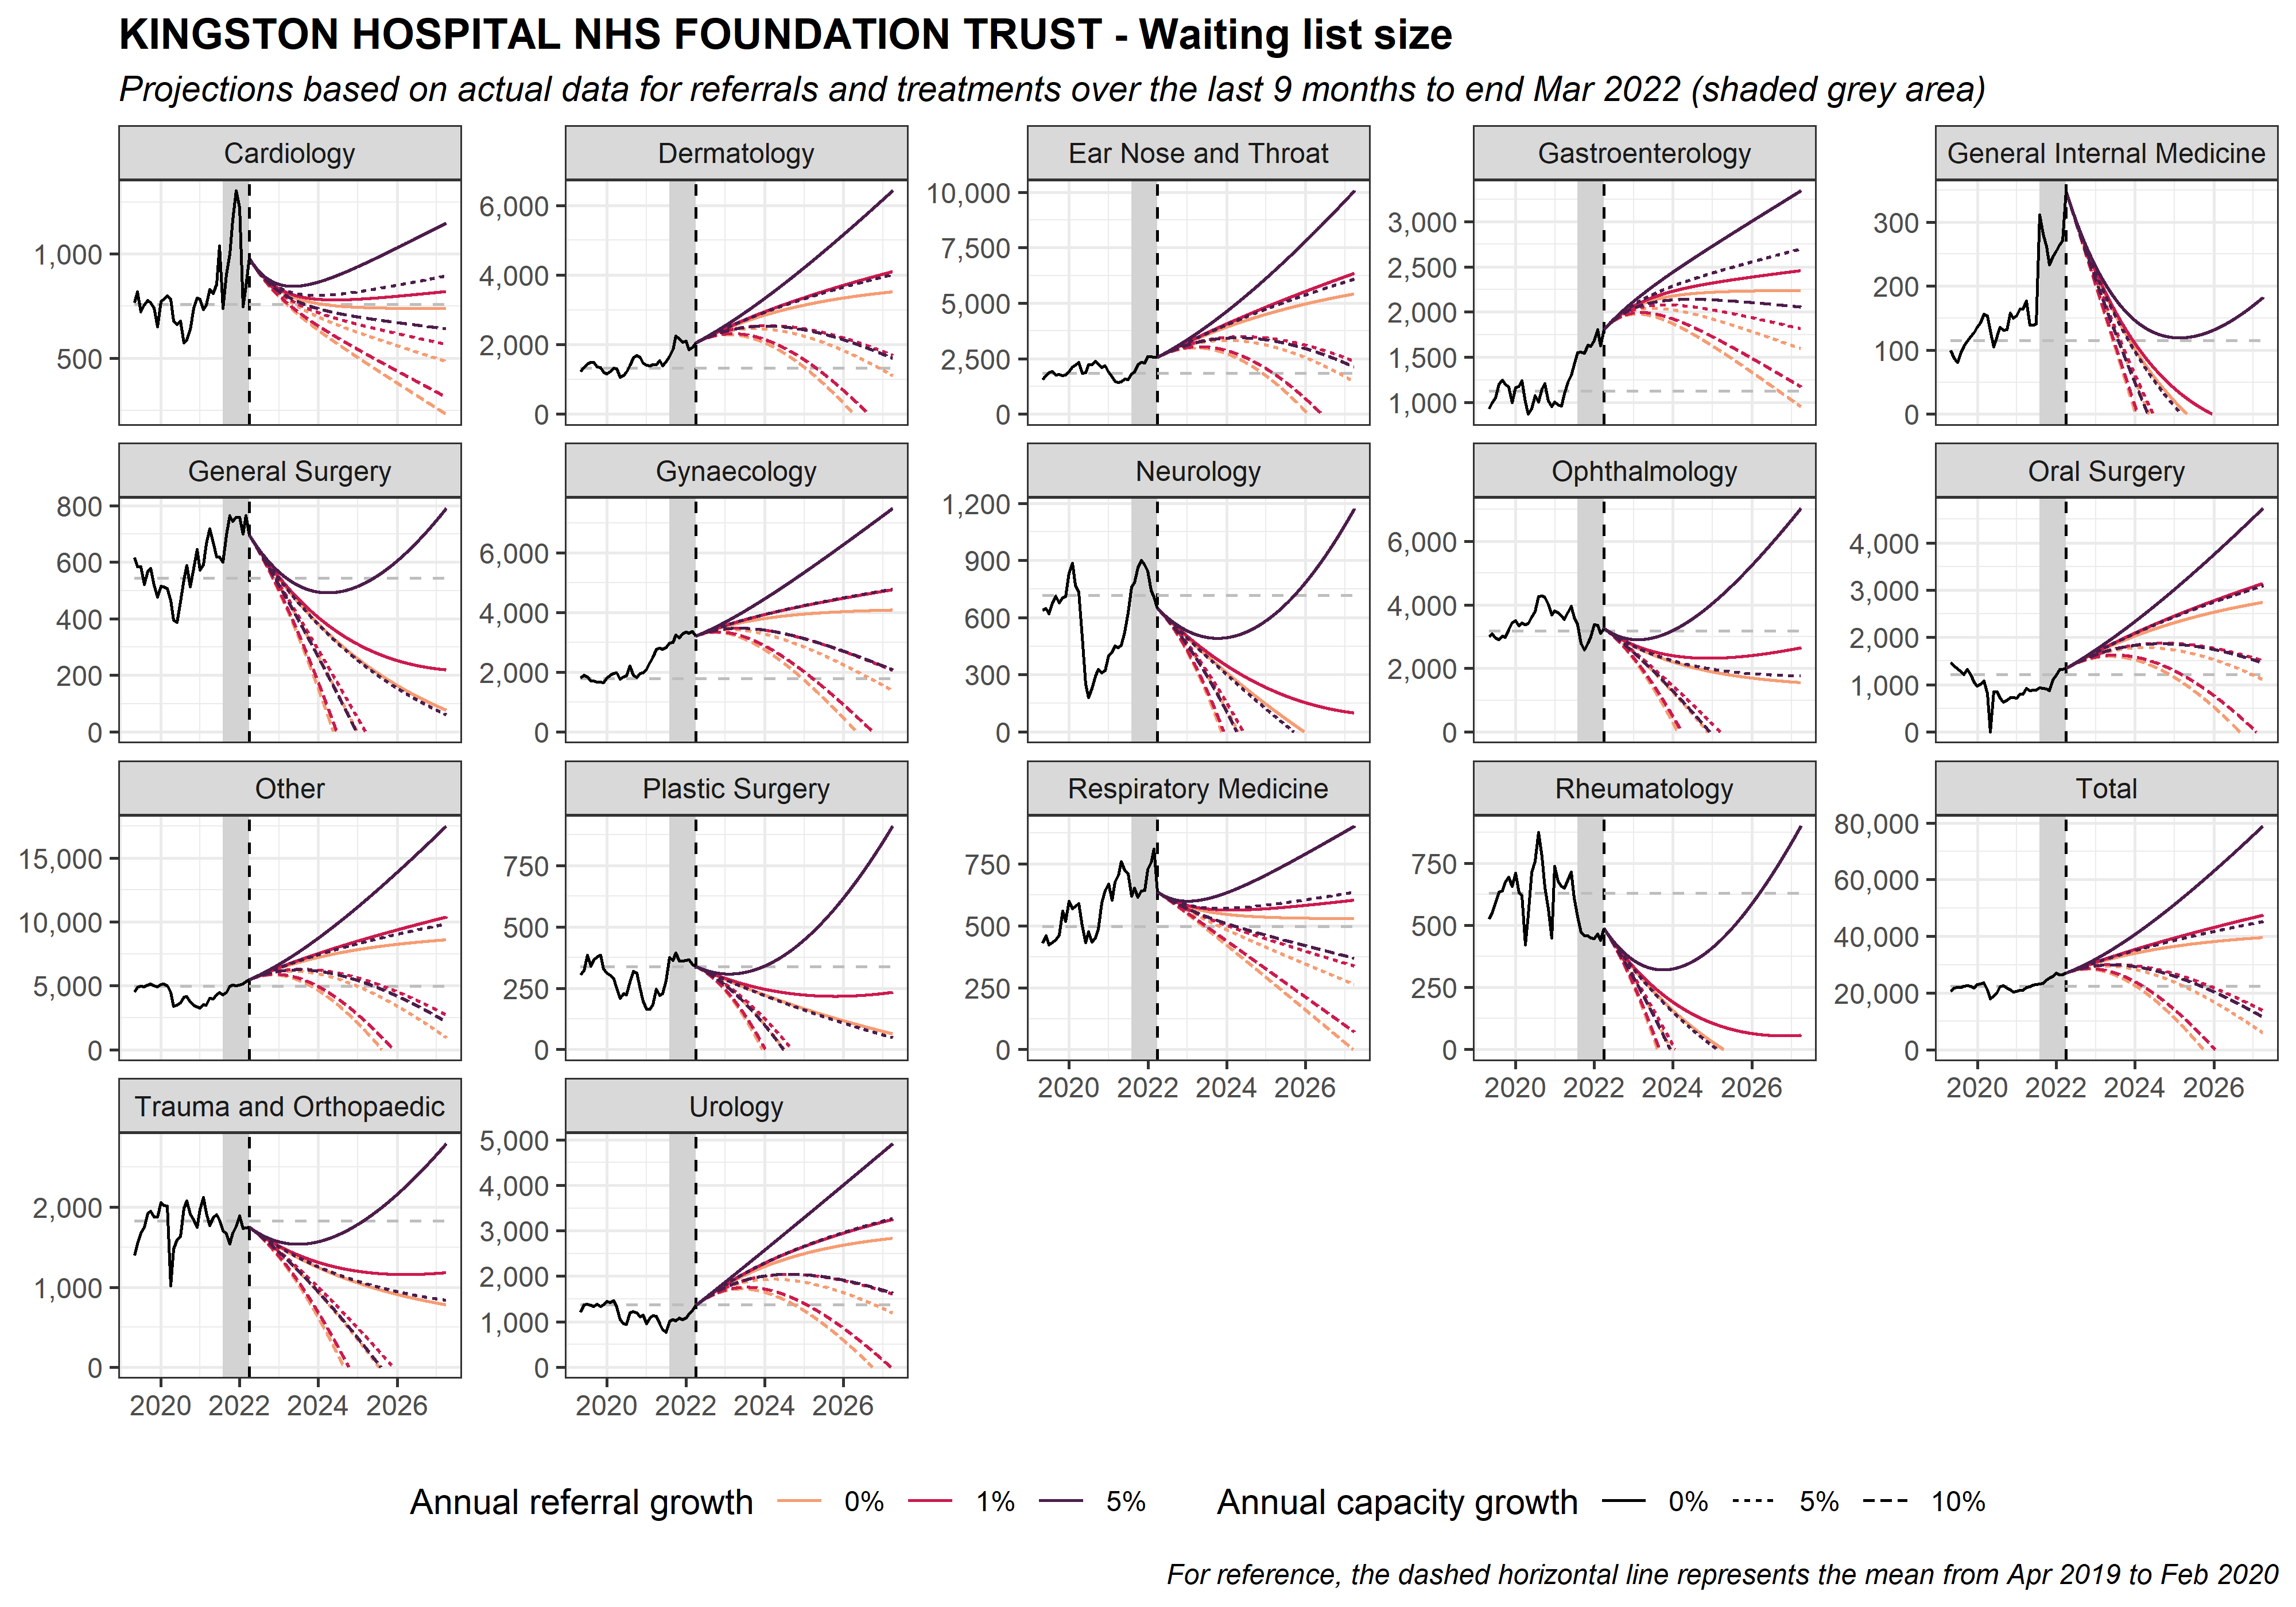 KINGSTON HOSPITAL NHS FOUNDATION TRUST - Waiting list size
Projections based on actual data for referrals and treatments over the last 9 months to end Mar 2022 (shaded grey area)
Cardiology
1,000
500
Dermatology
6,000
4,000
2,000
0
Ear Nose and Throat
10,000
7,500
5,000
2,500
0
Gastroenterology
3,000
2,500
2,000
1,500
1,000
General Internal Medicine
300
200
100
0
General Surgery
800
600
400
200
0
Gynaecology
6,000
4,000
2,000
0
Neurology
1,200
900
600
300
0
Ophthalmology
6,000
4,000
2,000
0
Oral Surgery
4,000
3,000
2,000
1,000
0
Other
15,000
10,000
5,000
0
Plastic Surgery
750
500
250
0
Respiratory Medicine
750
500
250
0
2020 2022 2024 2026
Rheumatology
750
500
250
0
2020 2022 2024 2026
Total
80,000
60,000
40,000
20,000
0
2020 2022 2024 2026
Trauma and Orthopaedic
2,000
1,000
0
2020 2022 2024 2026
Urology
5,000
4,000
3,000
2,000
1,000
0
2020 2022 2024 2026
Annual referral growth 0% 1% 5% Annual capacity growth 0% 5% 10%
For reference, the dashed horizontal line represents the mean from Apr 2019 to Feb 2020